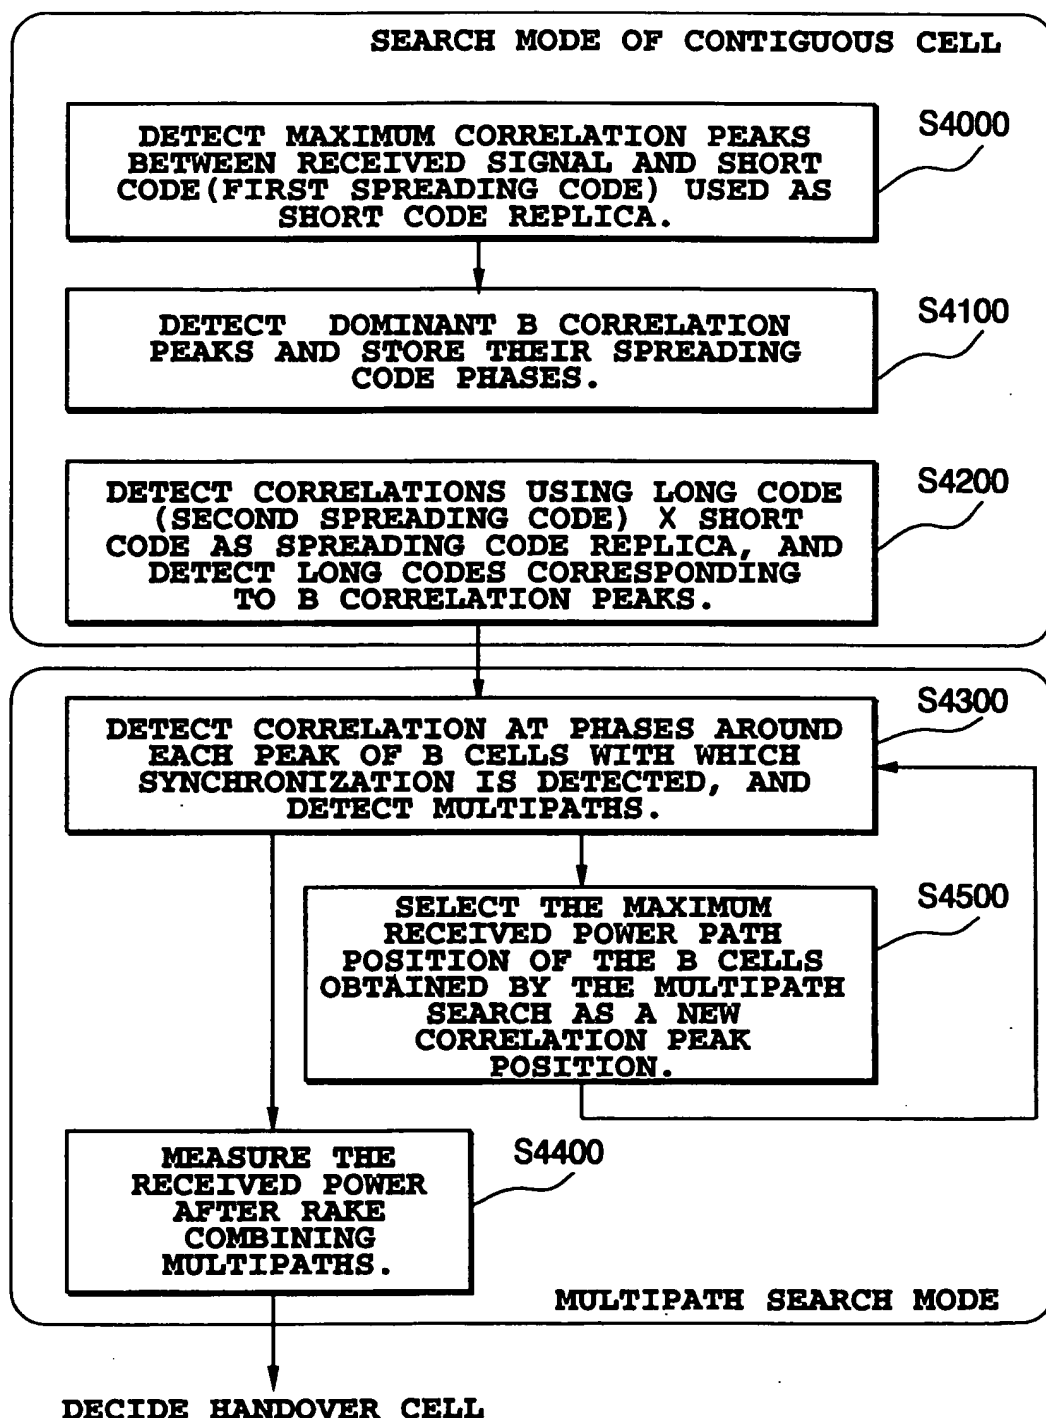 SEARCH MODE OF CONTIGUOUS CELL
S4000
DETECT MAXIMUM CORRELATION PEAKS
BETWEEN RECEIVED SIGNAL AND SHORT
CODE(FIRST SPREADING CODE) USED AS
SHORT CODE REPLICA.
S4100
DETECT DOMINANT B CORRELATION
PEAKS AND STORE THEIR SPREADING
CODE PHASES.
S4200
DETECT CORRELATIONS USING LONG CODE
(SECOND SPREADING CODE) X SHORT
CODE AS SPREADING CODE REPLICA, AND
DETECT LONG CODES CORRESPONDING
TO B CORRELATION PEAKS.
S4300
DETECT CORRELATION AT PHASES AROUND
EACH PEAK OF B CELLS WITH WHICH
SYNCHRONIZATION IS DETECTED, AND
DETECT MULTIPATHS.
S4500
SELECT THE MAXIMUM
RECEIVED POWER PATH
POSITION OF THE B CELLS
OBTAINED BY THE MULTIPATH
SEARCH AS A NEW
CORRELATION PEAK
POSITION.
S4400
MEASURE THE
RECEIVED POWER
AFTER RAKE
COMBINING
MULTIPATHS.
MULTIPATH SEARCH MODE
DECIDE HANDOVER CELL